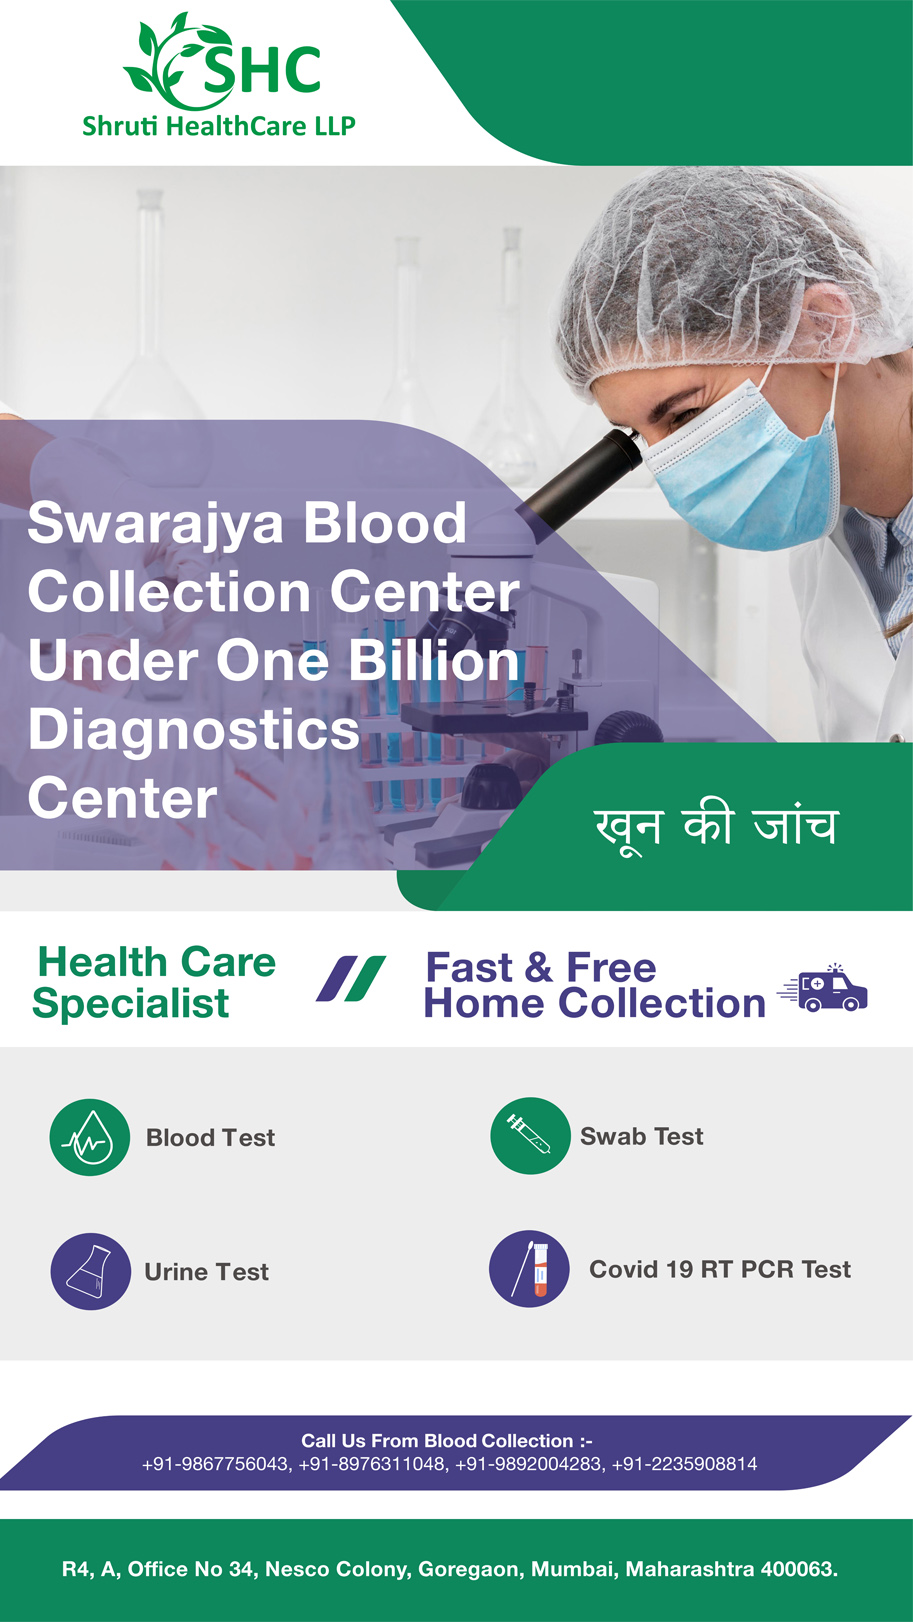 SHC
Shruti HealthCare LLP
Swarajya Blood
Collection Center
Under One Billion
Diagnostics
Center
खून की जांच
Health Care
Specialist
Fast & Free
Home Collection
Blood Test
Swab Test
Urine Test
Covid 19 RT PCR Test
Call Us From Blood Collection :-
+91-9867756043, +91-8976311048, +91-9892004283, +91-2235908814
R4, A, Office No 34, Nesco Colony, Goregaon, Mumbai, Maharashtra 400063.